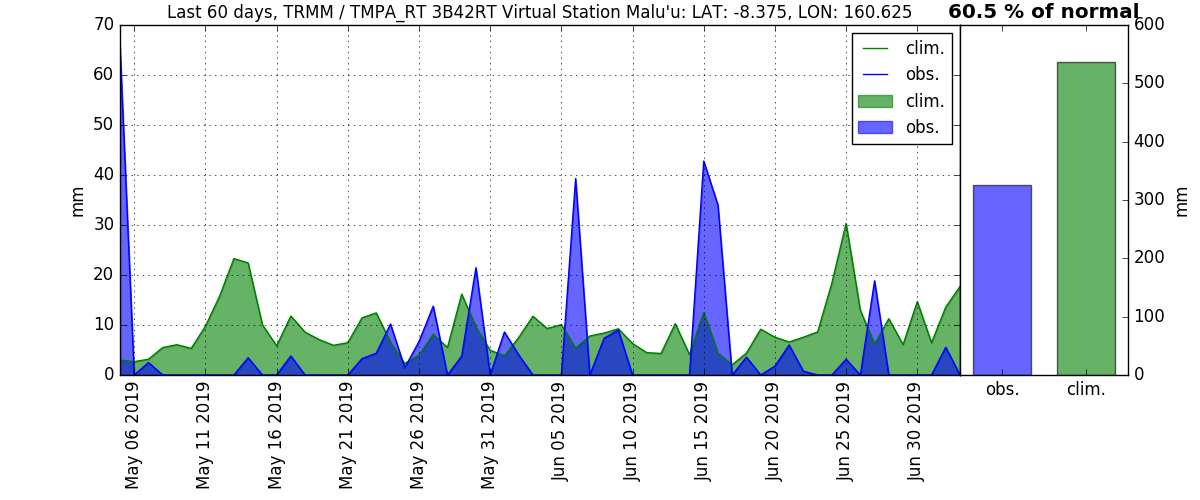 Last 60 days, TRMM / TMPA_RT 3B42RT Virtual Station Malu'u: LAT: -8.375, LON: 160.625
60.5 % of normal
70
60
50
40
30
20
10
0
mm
clim.
obs.
clim.
obs.
May 06 2019
May 11 2019
May 16 2019
May 21 2019
May 26 2019
May 31 2019
Jun 05 2019
Jun 10 2019
Jun 15 2019
Jun 20 2019
Jun 25 2019
Jun 30 2019
600
500
400
300
200
100
0
mm
obs.
clim.